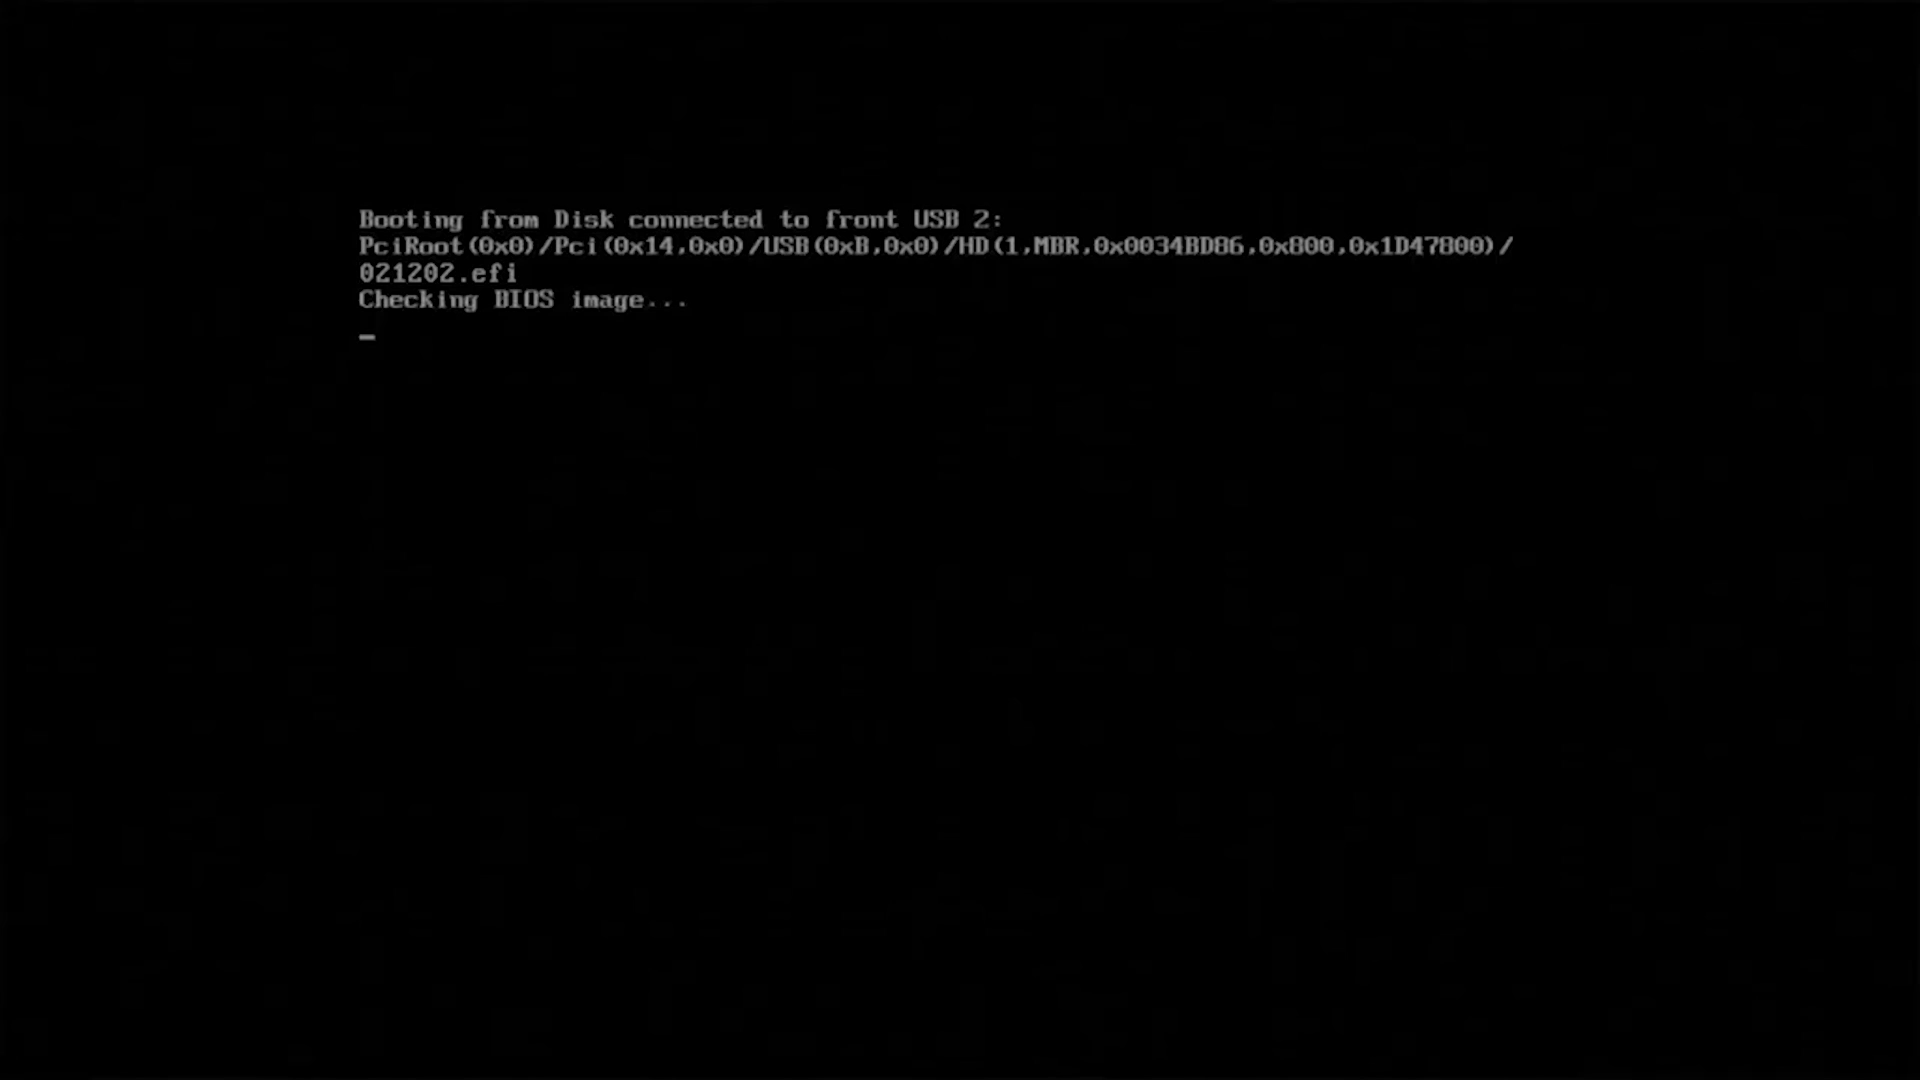 Booting from Disk connected to front USB 2:
PciRoot(0x0)/Pci(0x14,0x0)/USB(0xB,0x0)/HD(1,MBR,0x0034BD86,0x800,0x1D47800)/
021202.efi
Checking BIOS image...
_